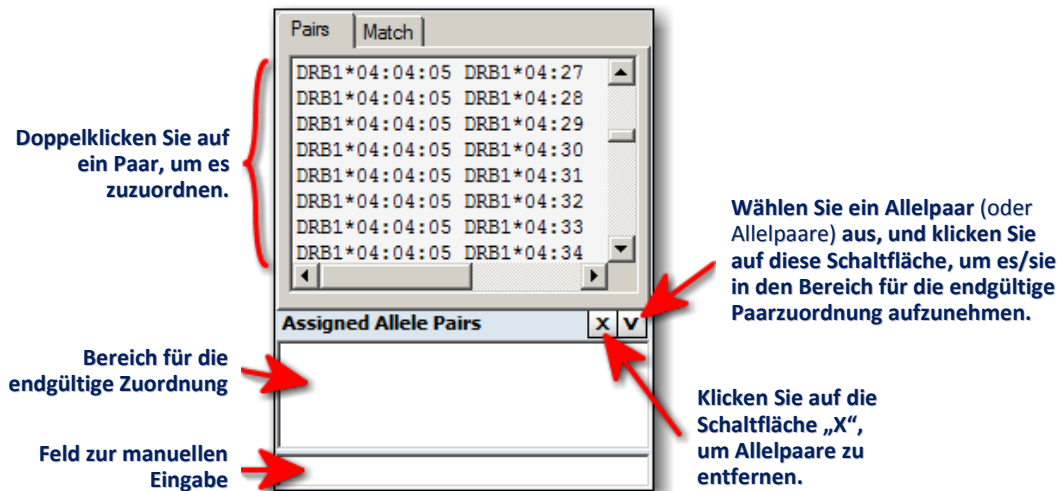 Pairs
Match
DRB1*04:04:05 DRB1*04:27
DRB1*04:04:05 DRB1*04:28
DRB1*04:04:05 DRB1*04:29
DRB1*04:04:05 DRB1*04:30
DRB1*04:04:05 DRB1*04:31
DRB1*04:04:05 DRB1*04:32
DRB1*04:04:05 DRB1*04:33
DRB1*04:04:05 DRB1*04:34
Doppelklicken Sie auf
ein Paar, um es
zuzuordnen.
Wählen Sie ein Allelpaar (oder
Allelpaare) aus, und klicken Sie
auf diese Schaltfläche, um es/sie
in den Bereich für die endgültige
Paarzuordnung aufzunehmen.
Assigned Allele Pairs
X
V
Bereich für die
endgültige Zuordnung
Klicken Sie auf die
Schaltfläche „X“,
um Allelpaare zu
entfernen.
Feld zur manuellen
Eingabe